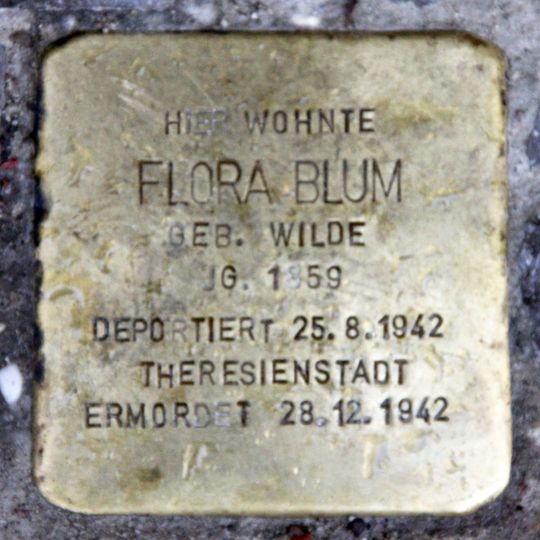 HIER WOHNTE
FLORA BLUM
GEB. WILDE
JG. 1859
DEPORTIERT 25.8.1942
THERESIENSTADT
ERMORDET 28.12.1942